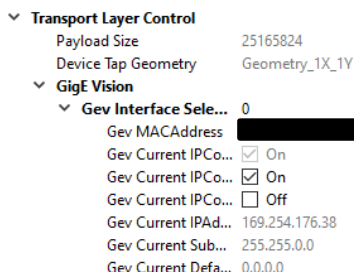 Transport Layer Control
Payload Size 25165824
Device Tap Geometry Geometry_1X_1Y
GigE Vision
Gev Interface Sele... 0
Gev MACAddress
Gev Current IPCo... On
Gev Current IPCo... On
Gev Current IPCo... Off
Gev Current IPAd... 169.254.176.38
Gev Current Sub... 255.255.0.0
Gev Current Defa... 0.0.0.0